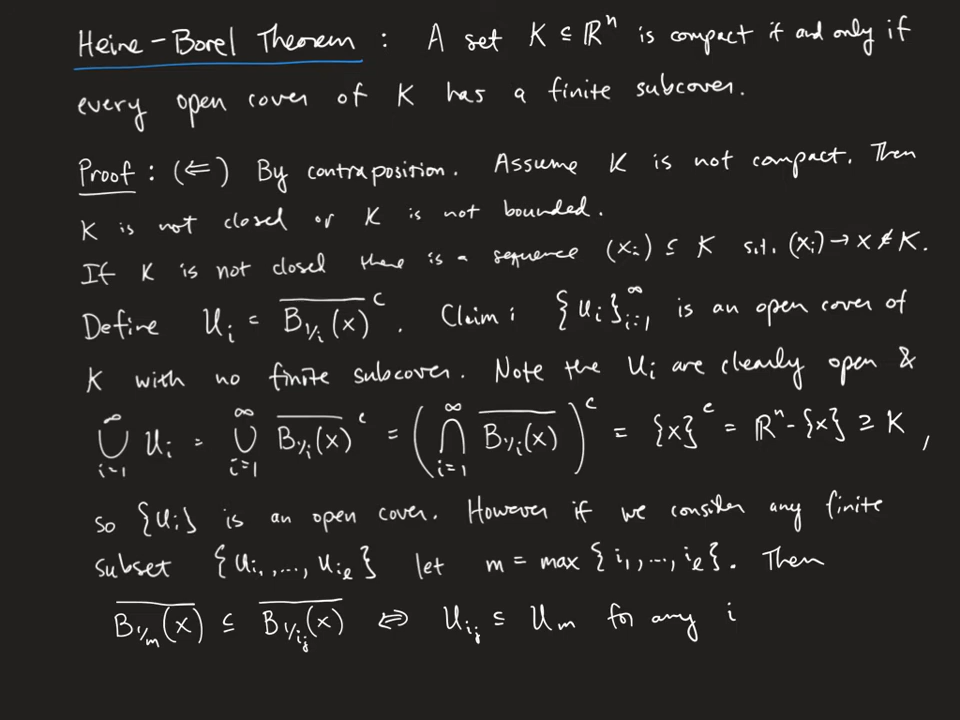 Heine-Borel Theorem : A set K ⊆ ℝⁿ is compact if and only if
every open cover of K has a finite subcover.
Proof : (⇐) By contraposition. Assume K is not compact. Then
K is not closed or K is not bounded.
If K is not closed there is a sequence (xᵢ) ⊆ K s.t. (xᵢ) → x ∉ K.
Define Uᵢ = \overline{B_{1/i}(x)}^c . Claim : {Uᵢ}_{i=1}^∞ is an open cover of
K with no finite subcover. Note the Uᵢ are clearly open &
⋃_{i=1}^∞ Uᵢ = ⋃_{i=1}^∞ \overline{B_{1/i}(x)}^c = (⋂_{i=1}^∞ \overline{B_{1/i}(x)})^c = {x}^c = ℝⁿ - {x} ⊇ K ,
so {Uᵢ} is an open cover. However if we consider any finite
subset {U_{i_1}, ..., U_{i_ℓ}} let m = max {i_1, ..., i_ℓ}. Then
\overline{B_{1/m}(x)} ⊆ \overline{B_{1/i_j}(x)} ⇔ U_{i_j} ⊆ U_m for any i